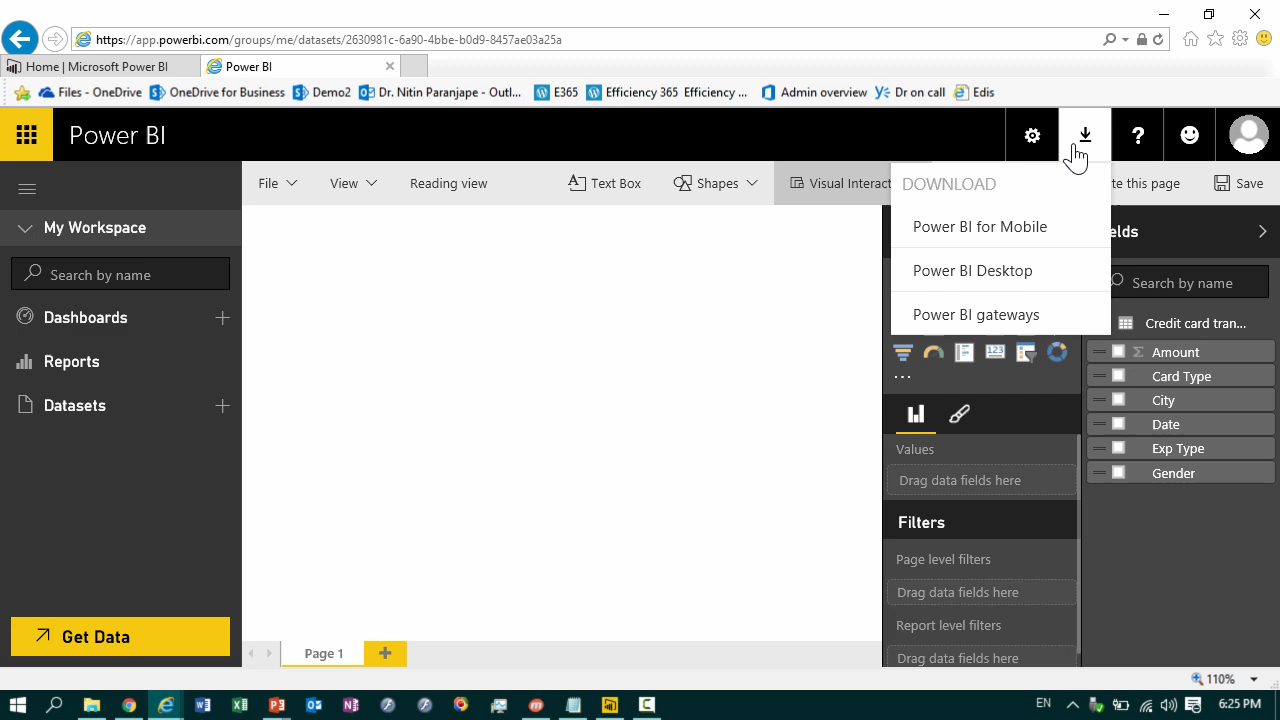 https://app.powerbi.com/groups/me/datasets/2630981c-6a90-4bbe-b0d9-8457ae03a25a
Home | Microsoft Power BI
Power BI
Files - OneDrive
OneDrive for Business
Demo2
Dr. Nitin Paranjape - Outl...
E365
Efficiency 365 Efficiency ...
Admin overview
Dr on call
Edis
Power BI
File
View
Reading view
Text Box
Shapes
Visual Interact
te this page
Save
DOWNLOAD
Power BI for Mobile
Power BI Desktop
Power BI gateways
My Workspace
Search by name
Dashboards
Reports
Datasets
Get Data
elds
Search by name
Credit card tran...
Amount
Card Type
City
Date
Exp Type
Gender
123
...
Values
Drag data fields here
Filters
Page level filters
Drag data fields here
Report level filters
Drag data fields here
Page 1
110%
EN
6:25 PM